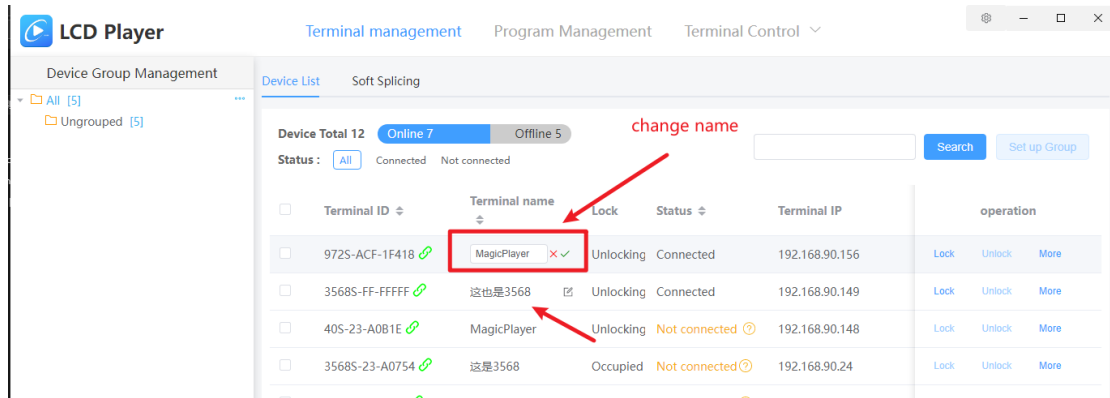 LCD Player
Terminal management Program Management Terminal Control
Device Group Management
All [5]
Ungrouped [5]
Device List Soft Splicing
change name
Device Total 12 Online 7 Offline 5
Search Set up Group
Status : All Connected Not connected
Terminal ID Terminal name Lock Status Terminal IP operation
972S-ACF-1F418 MagicPlayer Unlocking Connected 192.168.90.156 Lock Unlock More
3568S-FF-FFFFF 这也是3568 Unlocking Connected 192.168.90.149 Lock Unlock More
40S-23-A0B1E MagicPlayer Unlocking Not connected 192.168.90.148 Lock Unlock More
3568S-23-A0754 这是3568 Occupied Not connected 192.168.90.24 Lock Unlock More